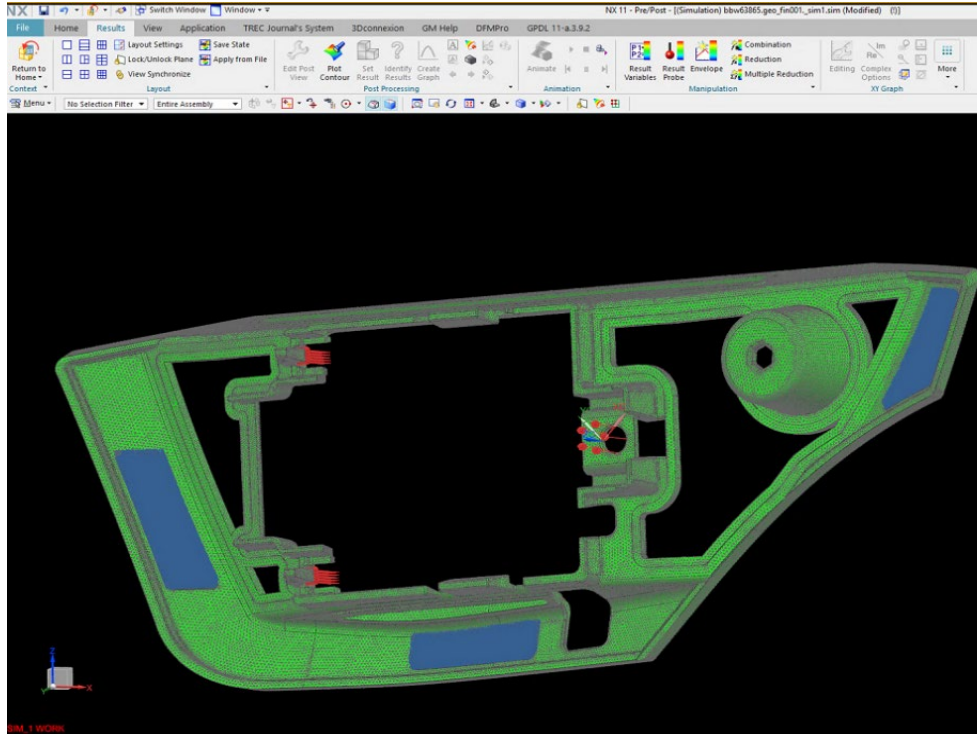 NX Switch Window Window NX 11 - Pre/Post - [(Simulation) bbw63865.geo_fin001._sim1.sim (Modified) (!)]
File Home Results View Application TREC Journal's System 3Dconnexion GM Help DFMPro GPDL 11-a.3.9.2
Layout Settings Save State
Lock/Unlock Plane Apply from File
View Synchronize
Return to Home Edit Post View Plot Contour Set Result Identify Results Create Graph Animate Result Variables Result Probe Envelope Combination
Reduction
Multiple Reduction
Editing Complex Options More
Context Layout Post Processing Animation Manipulation XY Graph
Menu No Selection Filter Entire Assembly
Z
Y X
SIM_1 WORK